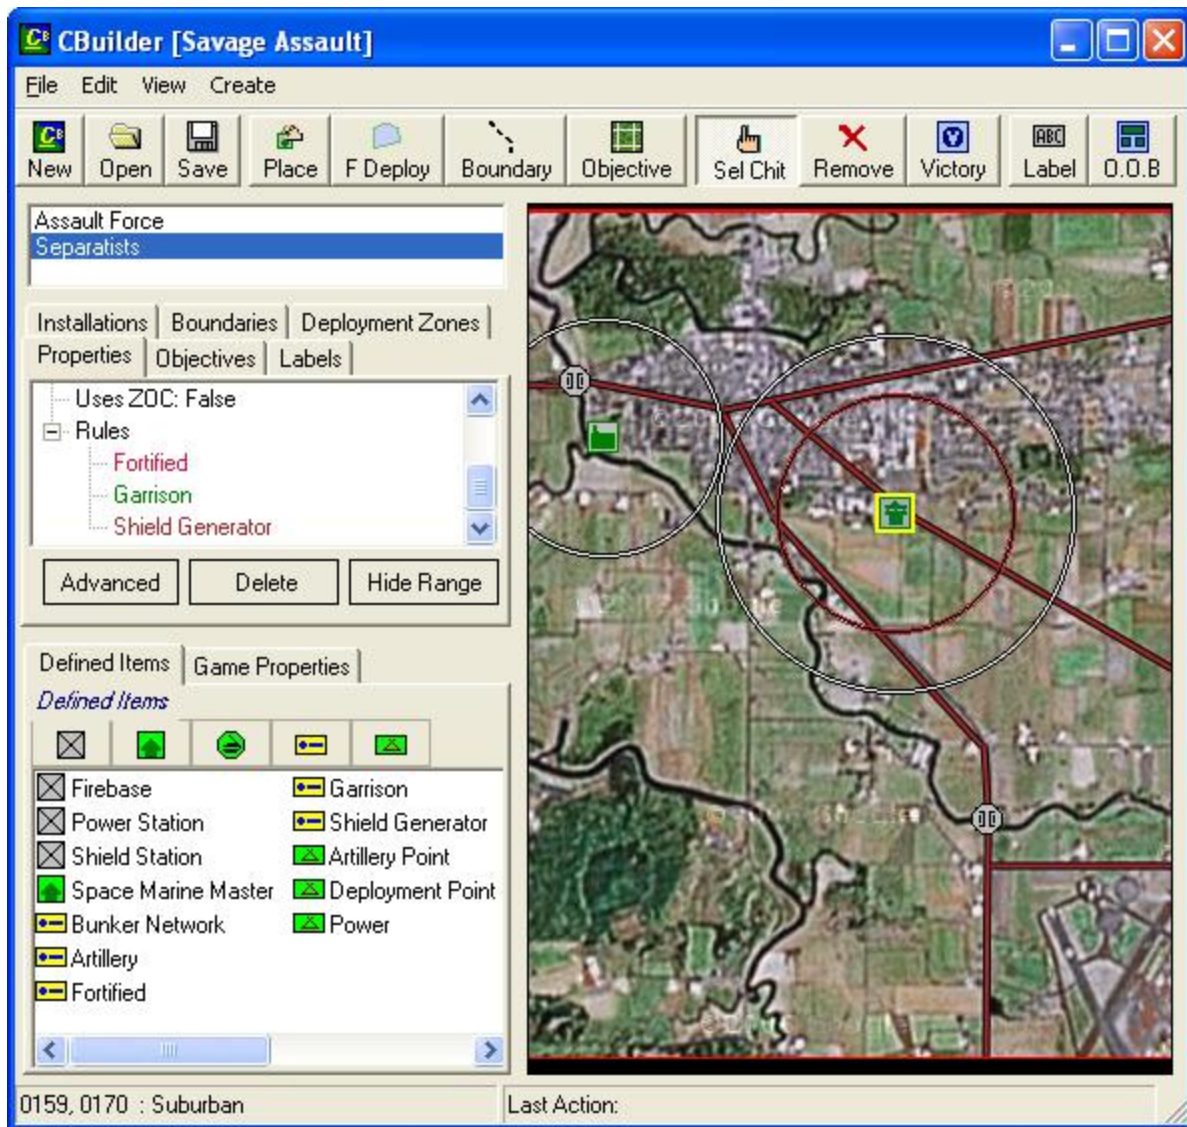 CBuilder [Savage Assault]
File Edit View Create
New Open Save Place F Deploy Boundary Objective Sel Chit Remove Victory Label O.O.B
Assault Force
Separatists
Installations Boundaries Deployment Zones
Properties Objectives Labels
Uses ZOC: False
Rules
Fortified
Garrison
Shield Generator
Advanced Delete Hide Range
Defined Items Game Properties
Defined Items
Firebase Garrison
Power Station Shield Generator
Shield Station Artillery Point
Space Marine Master Deployment Point
Bunker Network Power
Artillery
Fortified
0159, 0170 : Suburban Last Action: